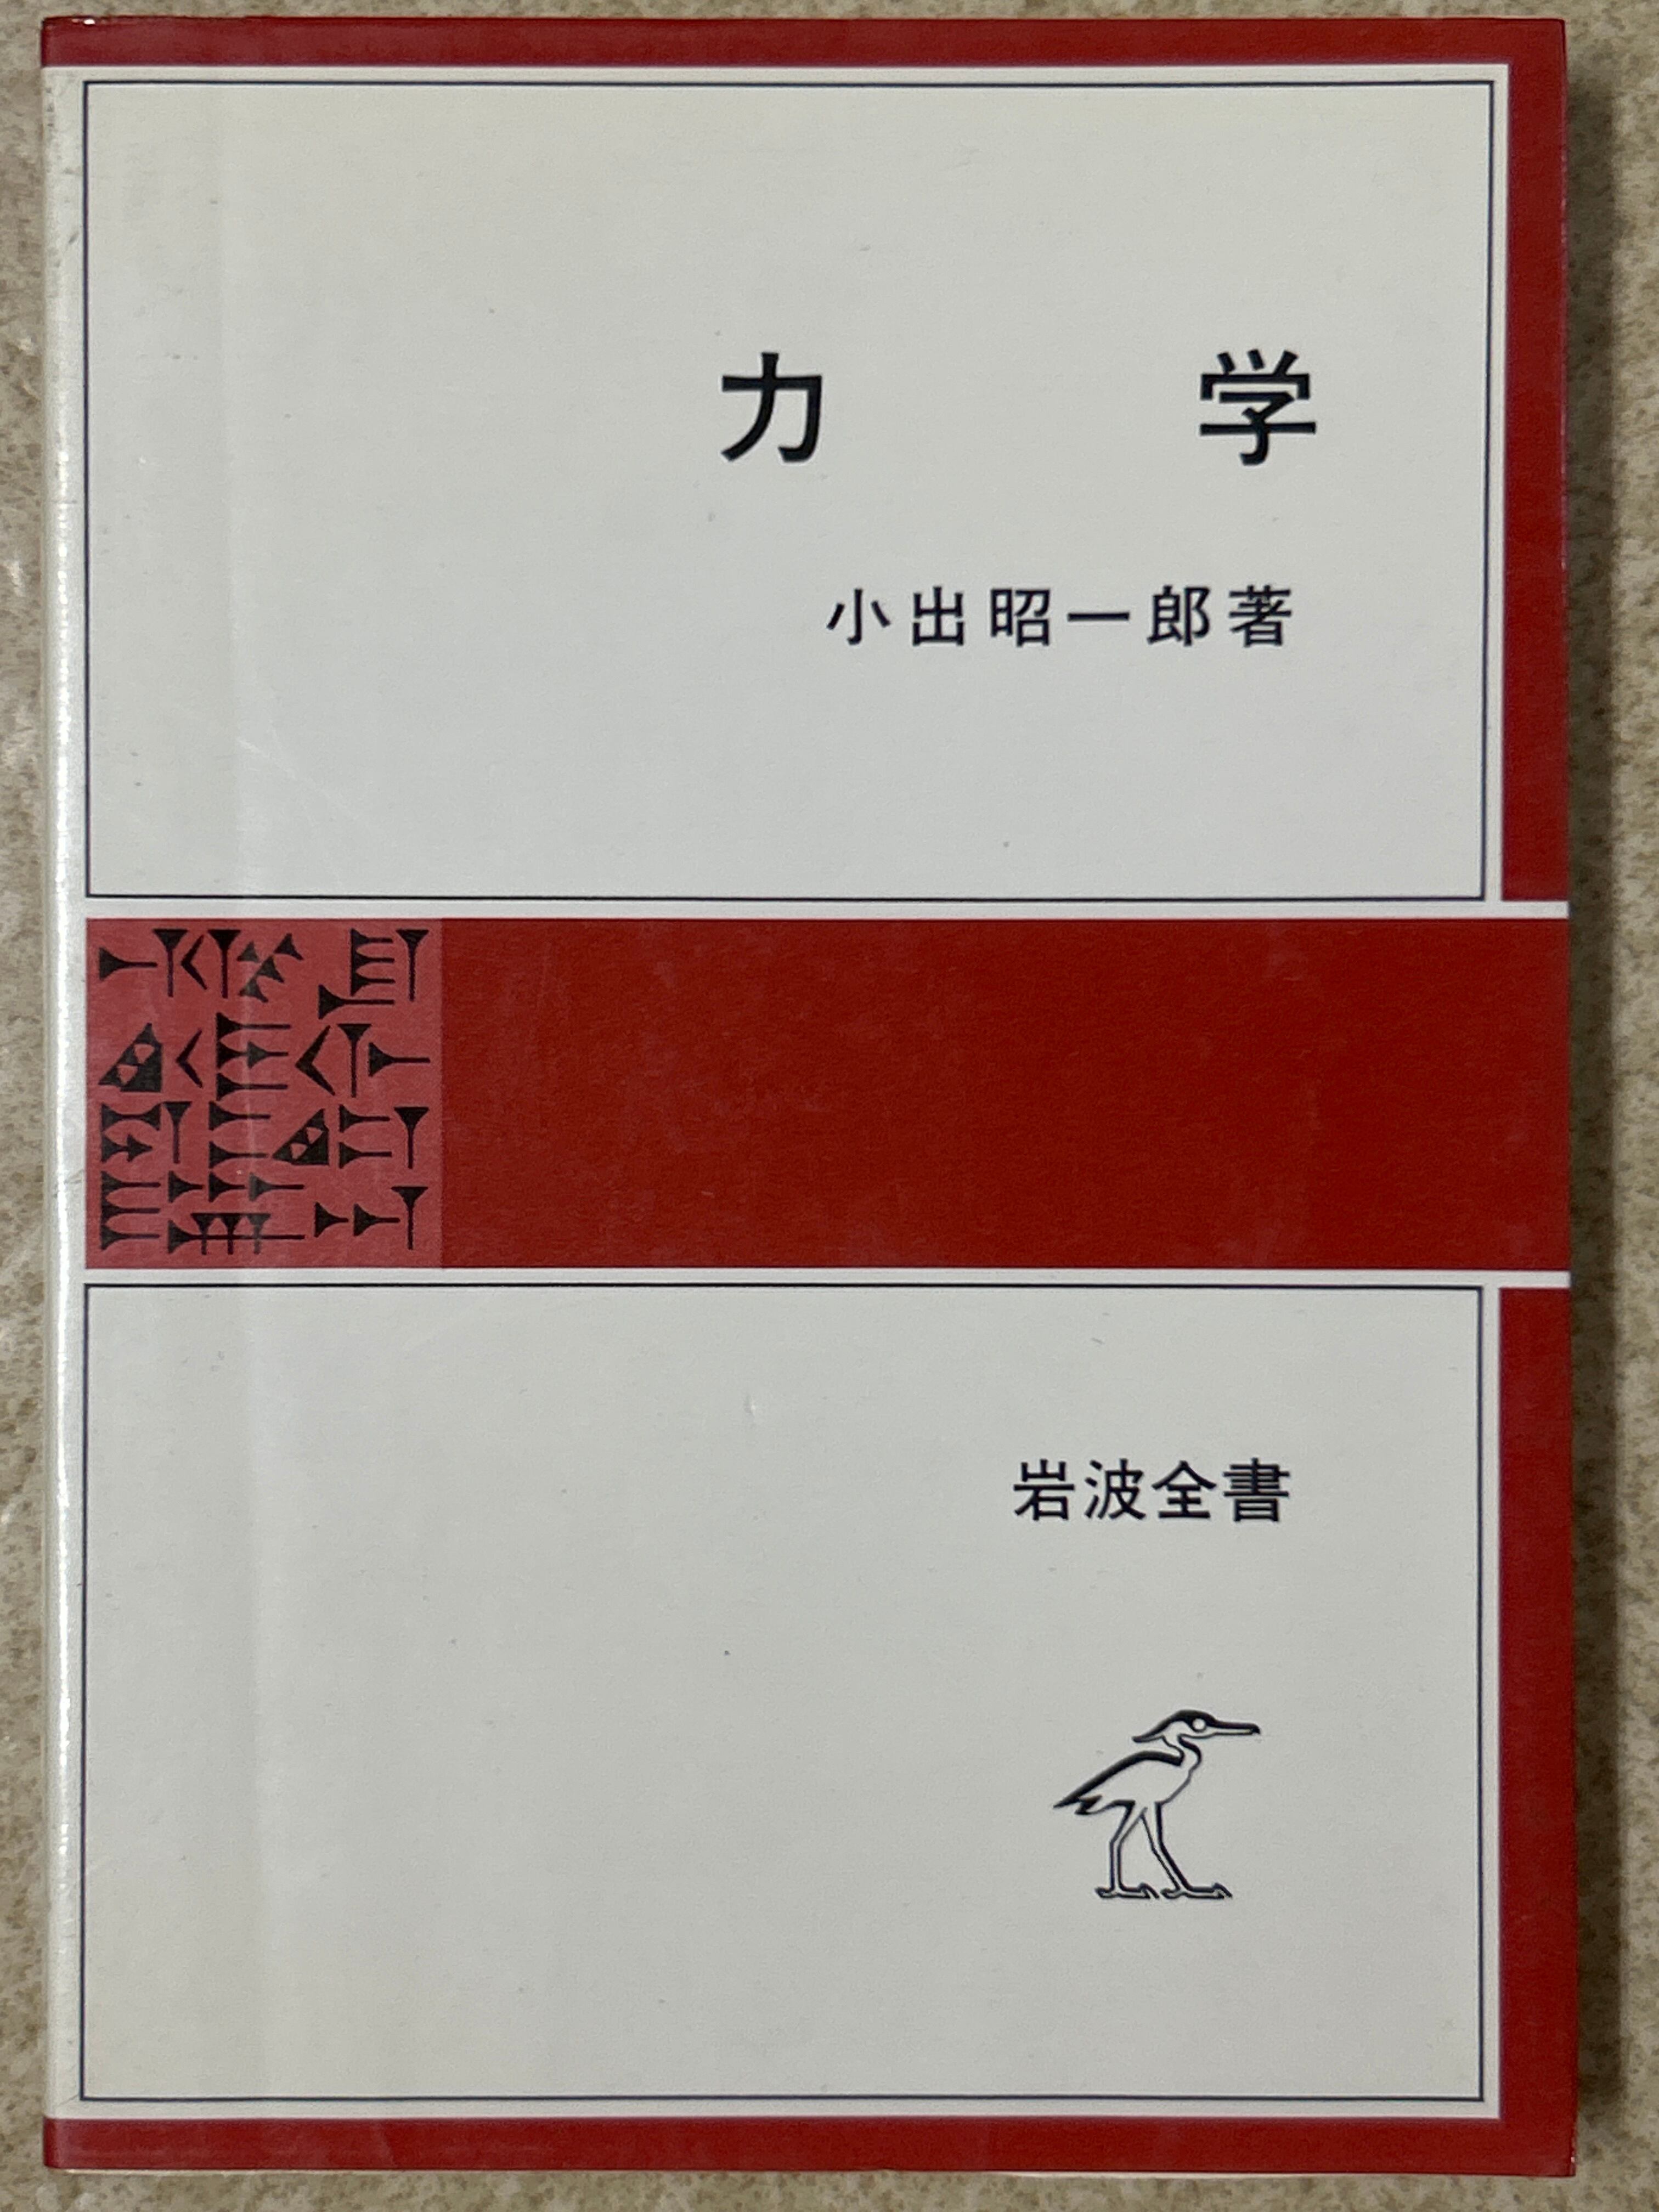 力 学
小出昭一郎著
岩波全書